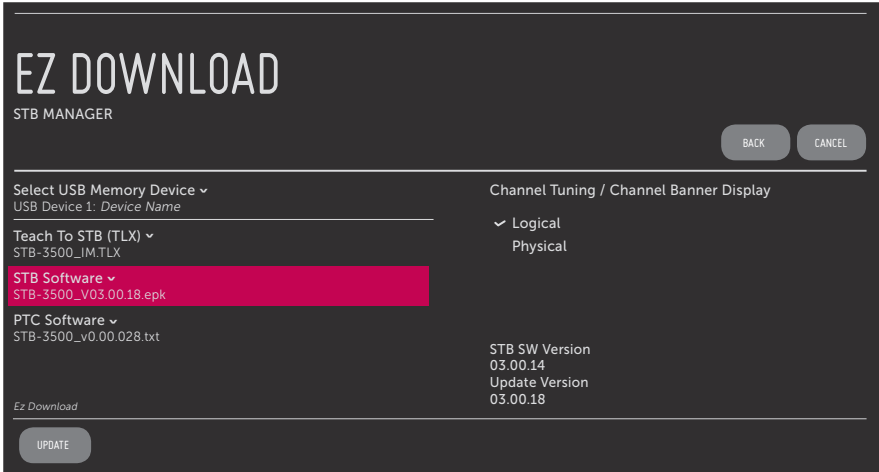 EZ DOWNLOAD
STB MANAGER
BACK
CANCEL
Select USB Memory Device
USB Device 1: Device Name
Teach To STB (TLX)
STB-3500_IM.TLX
STB Software
STB-3500_V03.00.18.epk
PTC Software
STB-3500_v0.00.028.txt
Ez Download
Channel Tuning / Channel Banner Display
Logical
Physical
STB SW Version
03.00.14
Update Version
03.00.18
UPDATE